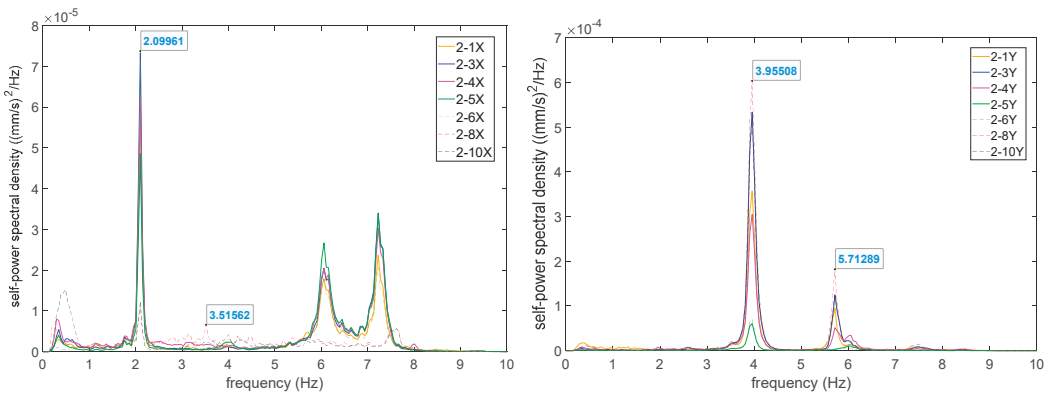 ×10⁻⁵
8
7
6
5
4
3
2
1
0
0 1 2 3 4 5 6 7 8 9 10
frequency (Hz)
self-power spectral density ((mm/s)²/Hz)
2.09961
3.51562
2-1X
2-3X
2-4X
2-5X
2-6X
2-8X
2-10X
×10⁻⁴
7
6
5
4
3
2
1
0
0 1 2 3 4 5 6 7 8 9 10
frequency (Hz)
self-power spectral density ((mm/s)²/Hz)
3.95508
5.71289
2-1Y
2-3Y
2-4Y
2-5Y
2-6Y
2-8Y
2-10Y